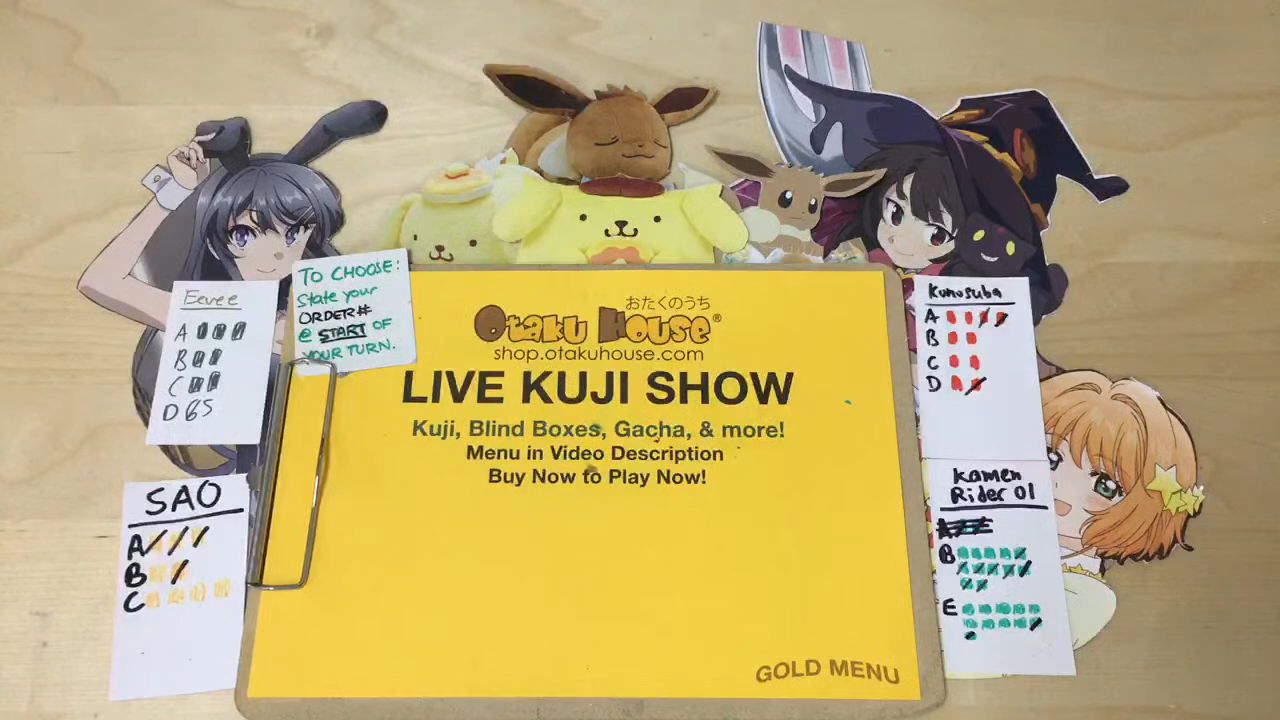 Eevee
A
B
C
D 65
TO CHOOSE:
State your
ORDER#
@ START OF
YOUR TURN.
SAO
A
B
C
おたくのうち
Otaku House®
shop.otakuhouse.com
LIVE KUJI SHOW
Kuji, Blind Boxes, Gacha, & more!
Menu in Video Description
Buy Now to Play Now!
GOLD MENU
Konosuba
A
B
C
D
Kamen
Rider 01
A
B
E